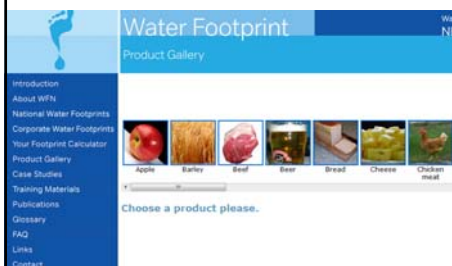 Water Footprint
Product Gallery
Introduction
About WFN
National Water Footprints
Corporate Water Footprints
Your Footprint Calculator
Product Gallery
Case Studies
Training Materials
Publications
Glossary
FAQ
Links
Contact
Apple
Barley
Beef
Beer
Bread
Cheese
Chicken
meat
Choose a product please.